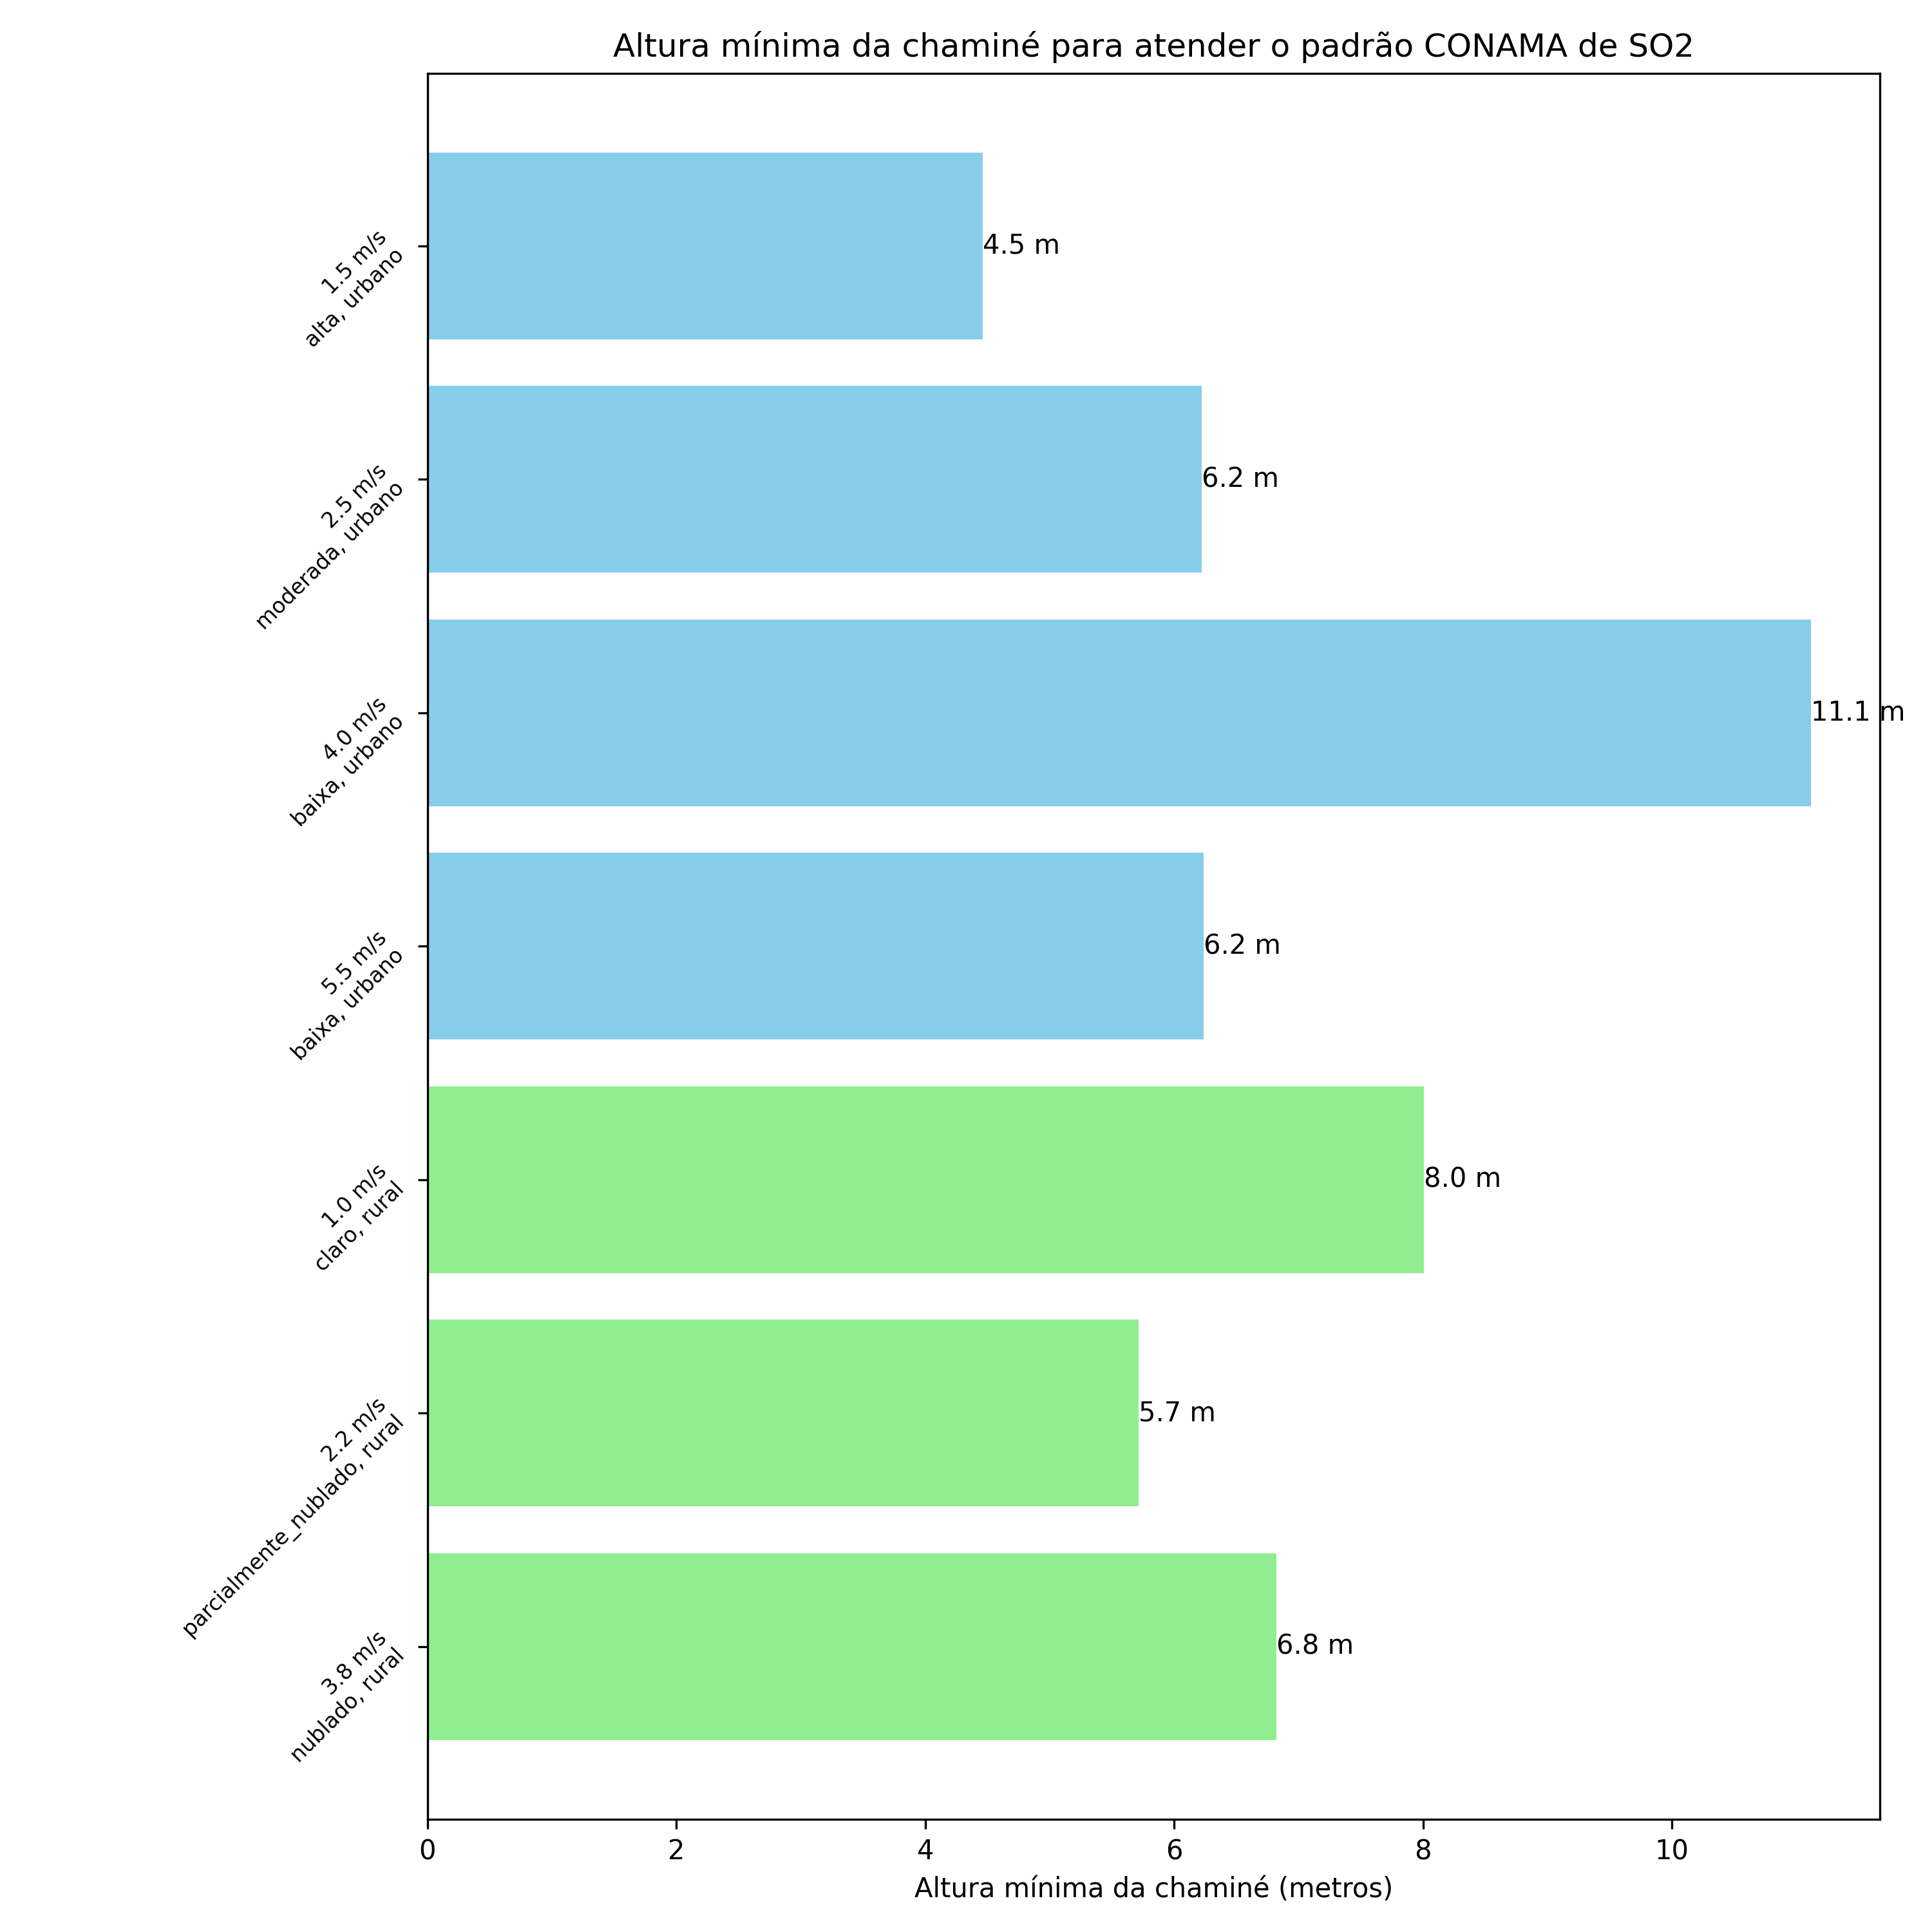 Altura mínima da chaminé para atender o padrão CONAMA de SO2
1.5 m/s
alta, urbano
4.5 m
2.5 m/s
moderada, urbano
6.2 m
4.0 m/s
baixa, urbano
11.1 m
5.5 m/s
baixa, urbano
6.2 m
1.0 m/s
claro, rural
8.0 m
2.2 m/s
parcialmente_nublado, rural
5.7 m
3.8 m/s
nublado, rural
6.8 m
0 2 4 6 8 10
Altura mínima da chaminé (metros)